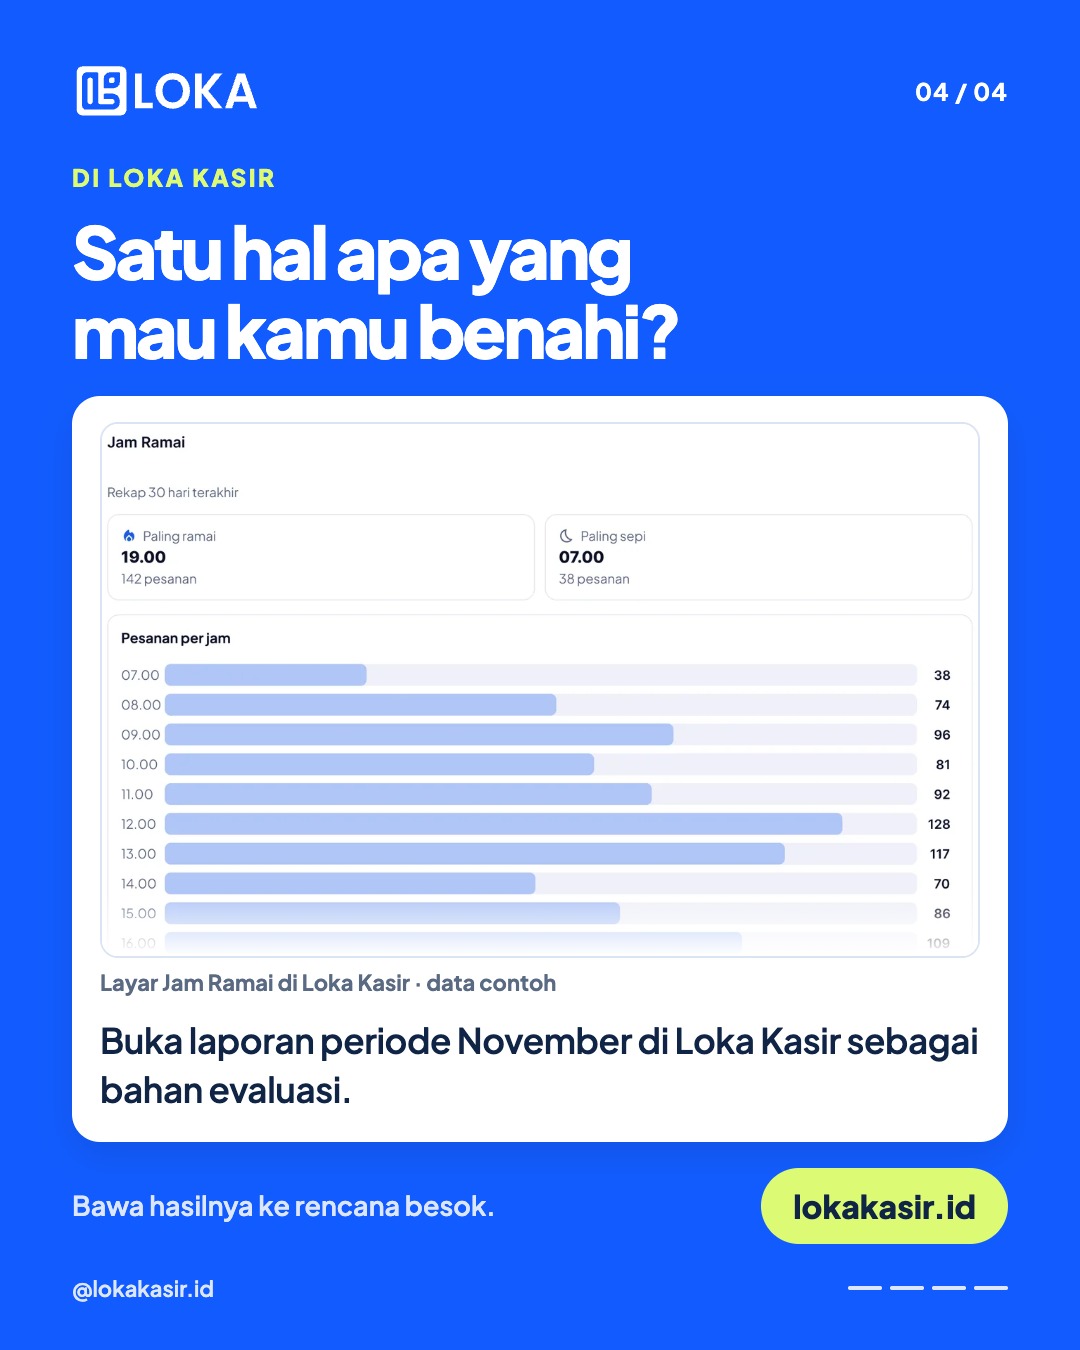 LOKA
04 / 04
DI LOKA KASIR
Satu hal apa yang
mau kamu benahi?
Jam Ramai
Rekap 30 hari terakhir
Paling ramai
19.00
142 pesanan
Paling sepi
07.00
38 pesanan
Pesanan per jam
07.00 38
08.00 74
09.00 96
10.00 81
11.00 92
12.00 128
13.00 117
14.00 70
15.00 86
16.00 109
Layar Jam Ramai di Loka Kasir · data contoh
Buka laporan periode November di Loka Kasir sebagai
bahan evaluasi.
Bawa hasilnya ke rencana besok.
lokakasir.id
@lokakasir.id